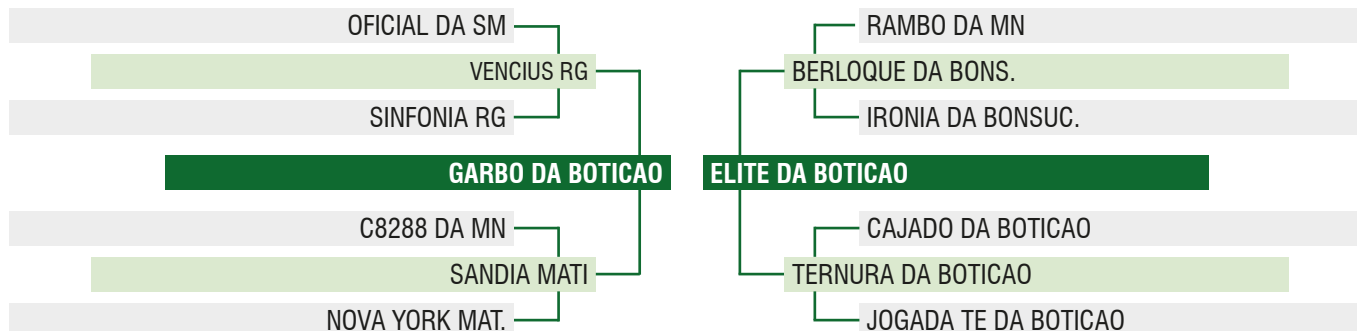 OFICIAL DA SM
VENCIUS RG
SINFONIA RG
GARBO DA BOTICAO
C8288 DA MN
SANDIA MATI
NOVA YORK MAT.
RAMBO DA MN
BERLOQUE DA BONS.
IRONIA DA BONSUC.
ELITE DA BOTICAO
CAJADO DA BOTICAO
TERNURA DA BOTICAO
JOGADA TE DA BOTICAO